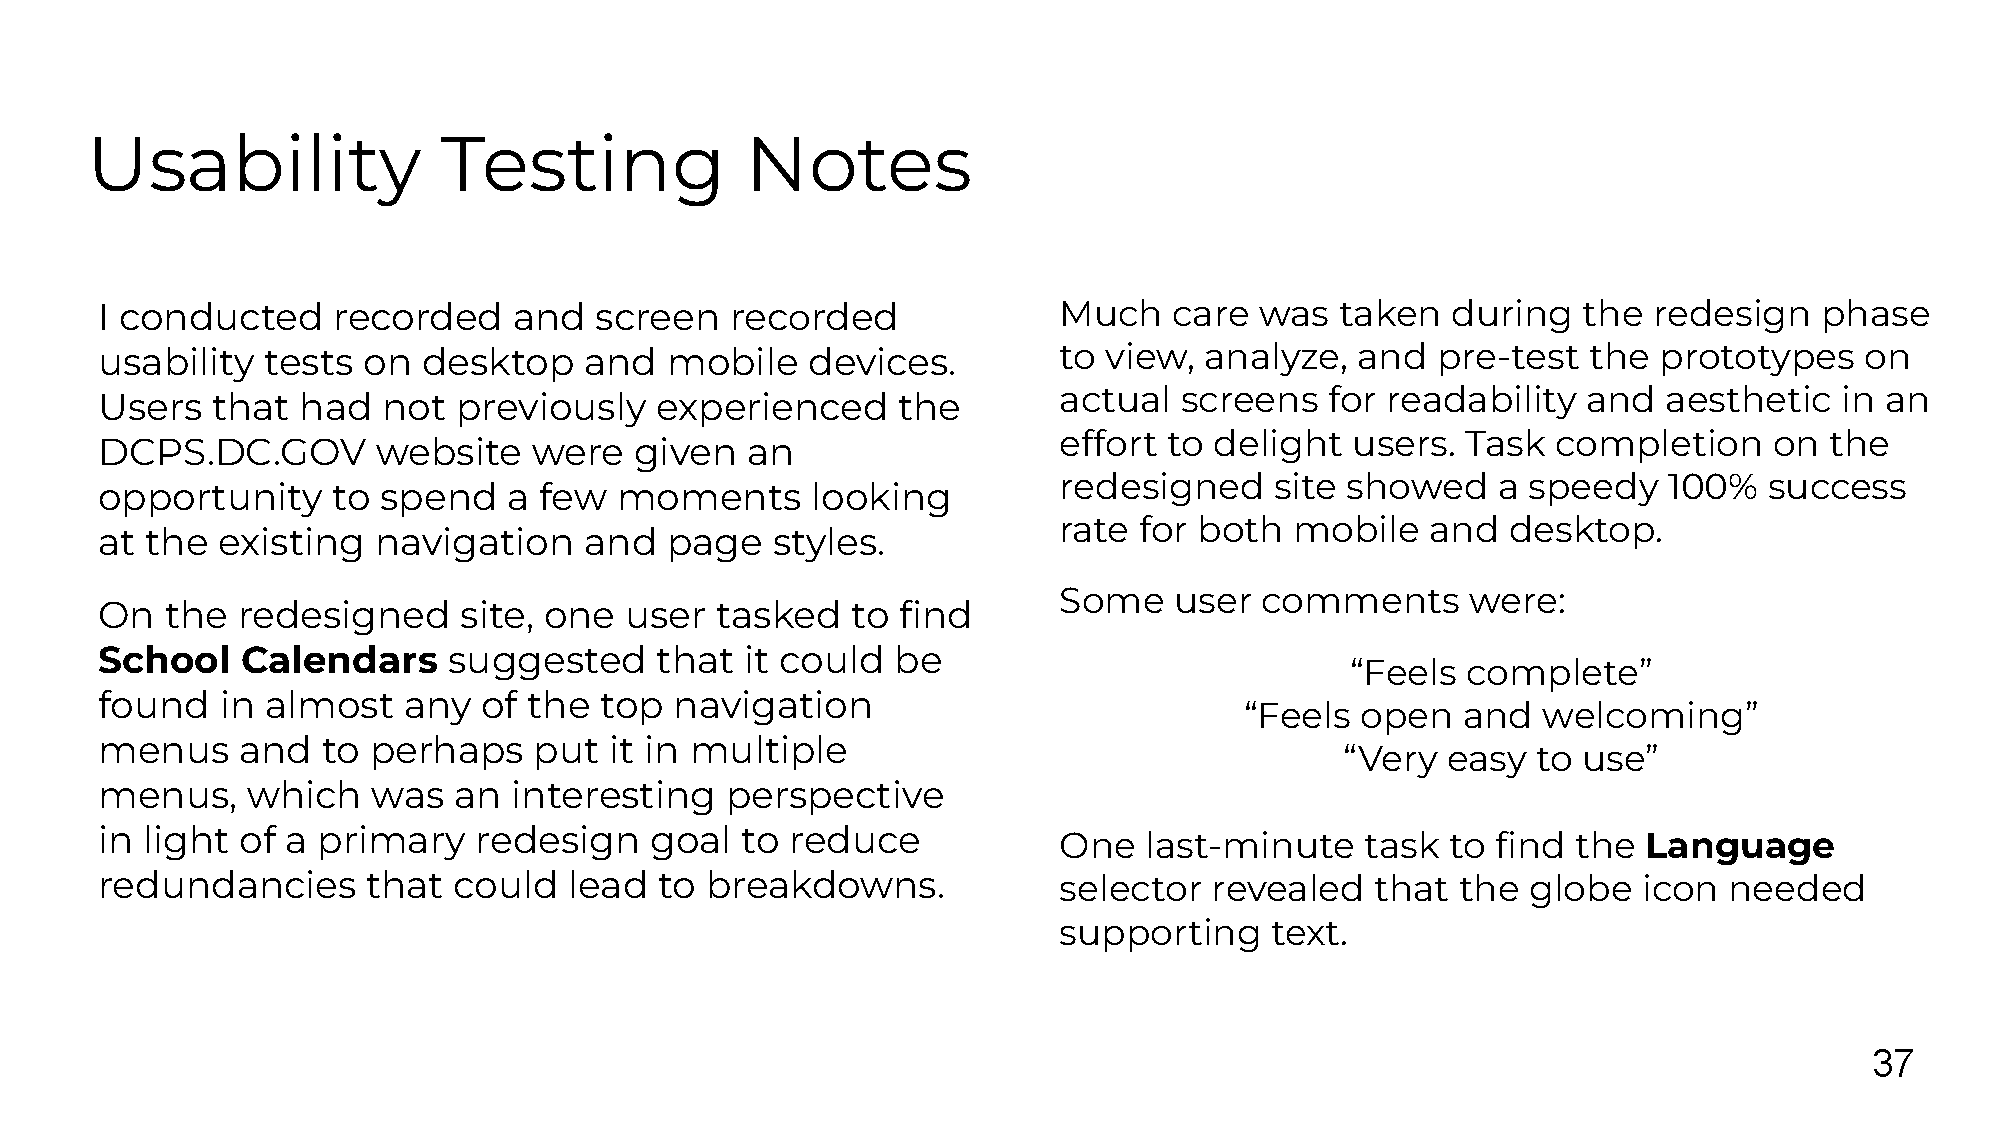 Usability Testing Notes
I conducted recorded and screen recorded
usability tests on desktop and mobile devices.
Users that had not previously experienced the
DCPS.DC.GOV website were given an
opportunity to spend a few moments looking
at the existing navigation and page styles.
On the redesigned site, one user tasked to find
School Calendars suggested that it could be
found in almost any of the top navigation
menus and to perhaps put it in multiple
menus, which was an interesting perspective
in light of a primary redesign goal to reduce
redundancies that could lead to breakdowns.
Much care was taken during the redesign phase
to view, analyze, and pre-test the prototypes on
actual screens for readability and aesthetic in an
effort to delight users. Task completion on the
redesigned site showed a speedy 100% success
rate for both mobile and desktop.
Some user comments were:
“Feels complete”
“Feels open and welcoming”
“Very easy to use”
One last-minute task to find the Language
selector revealed that the globe icon needed
supporting text.
37